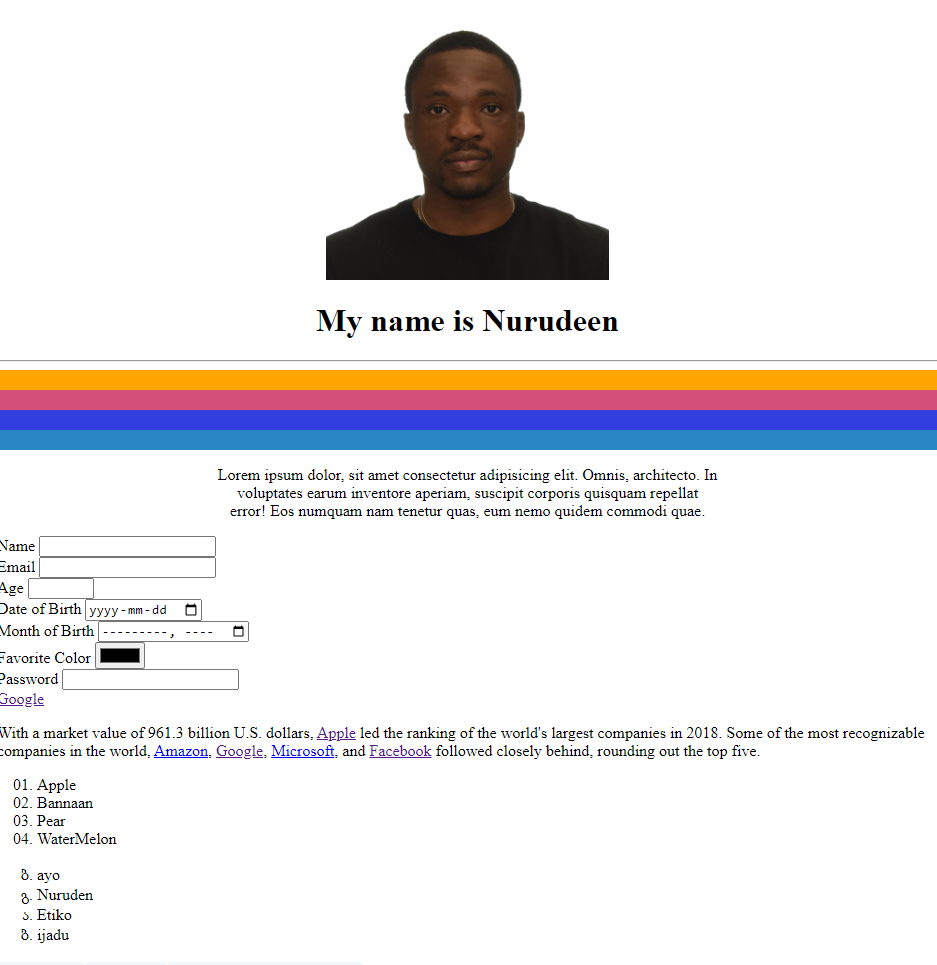 My name is Nurudeen
Lorem ipsum dolor, sit amet consectetur adipisicing elit. Omnis, architecto. In
voluptates earum inventore aperiam, suscipit corporis quisquam repellat
error! Eos numquam nam tenetur quas, eum nemo quidem commodi quae.
Name
Email
Age
Date of Birth yyyy-mm-dd
Month of Birth ---------, ----
Favorite Color
Password
Google
With a market value of 961.3 billion U.S. dollars, Apple led the ranking of the world's largest companies in 2018. Some of the most recognizable
companies in the world, Amazon, Google, Microsoft, and Facebook followed closely behind, rounding out the top five.
01. Apple
02. Bannaan
03. Pear
04. WaterMelon
ბ. ayo
გ. Nuruden
ა. Etiko
ბ. ijadu